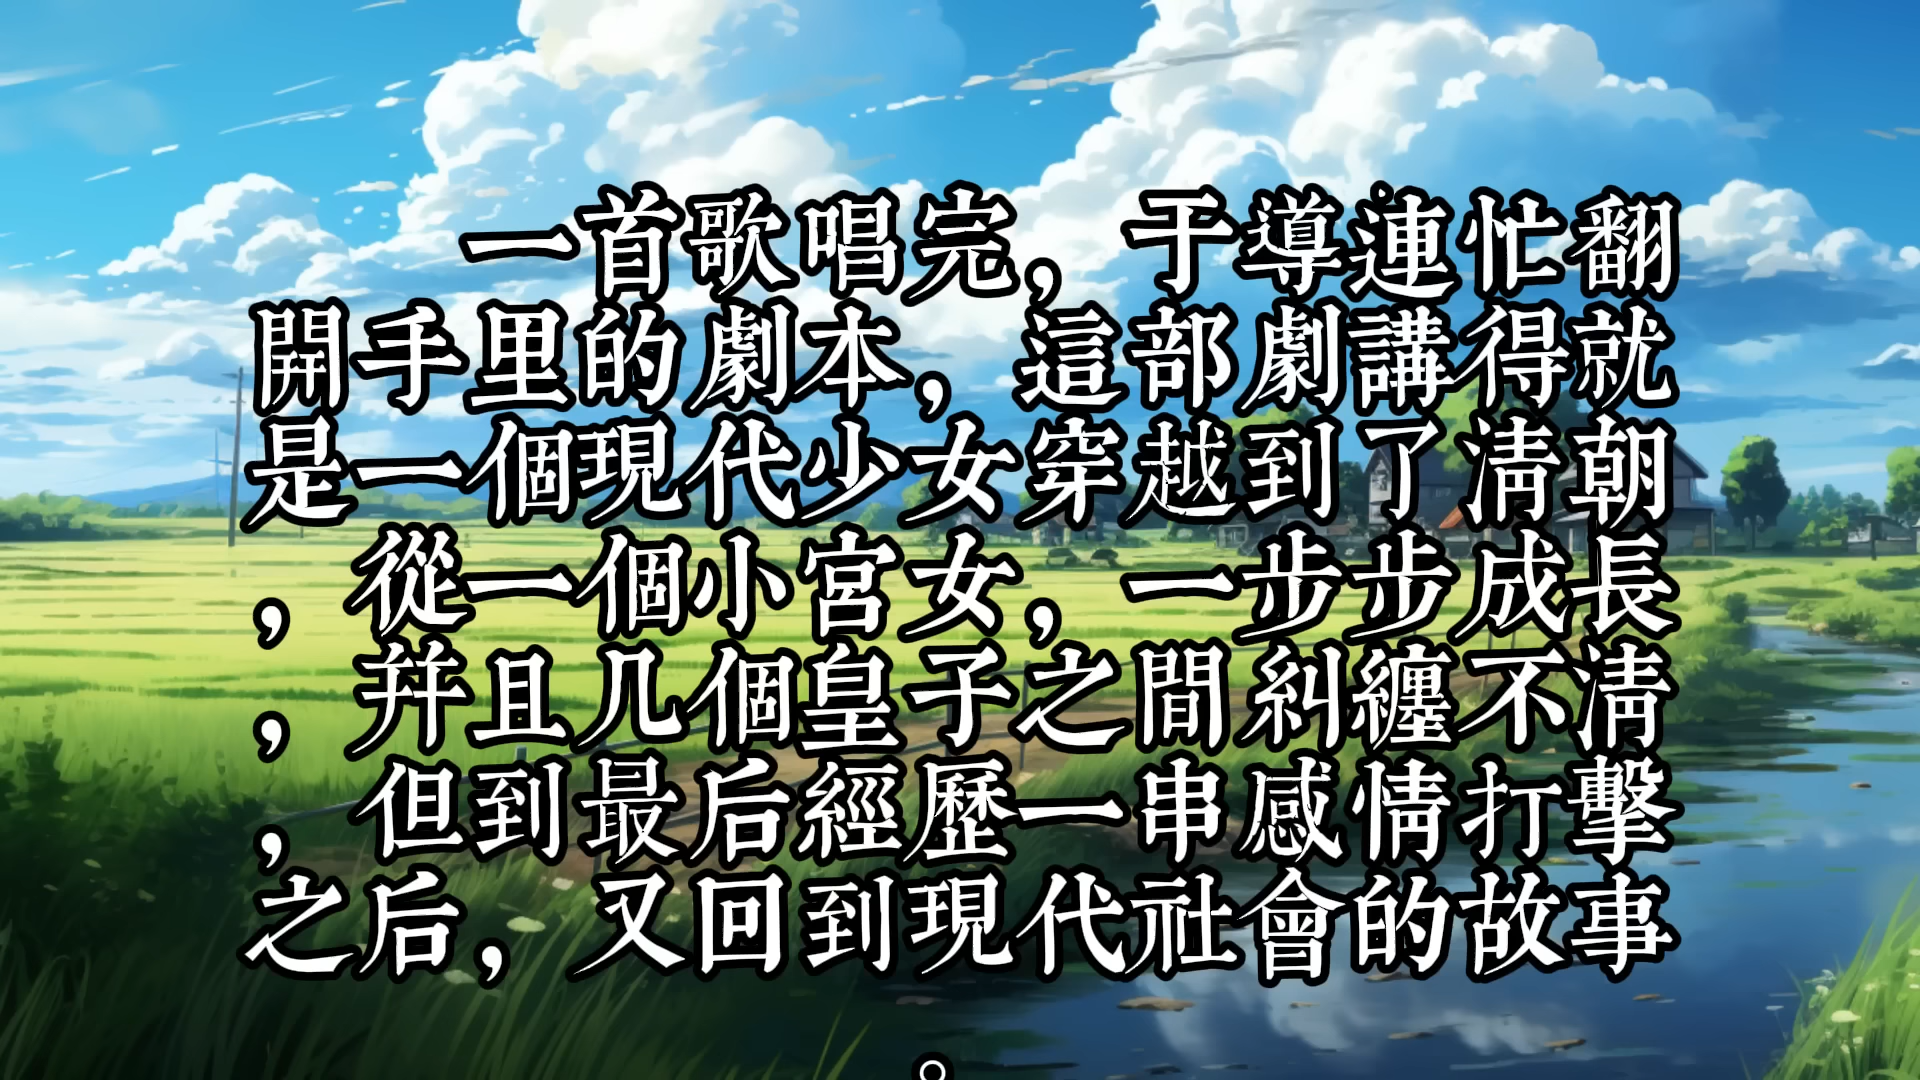 一首歌唱完，于導連忙翻
開手里的劇本，這部劇講得就
是一個現代少女穿越到了清朝
，從一個小宮女，一步步成長
，并且几個皇子之間糾纏不清
，但到最后經歷一串感情打擊
之后，又回到現代社會的故事
。